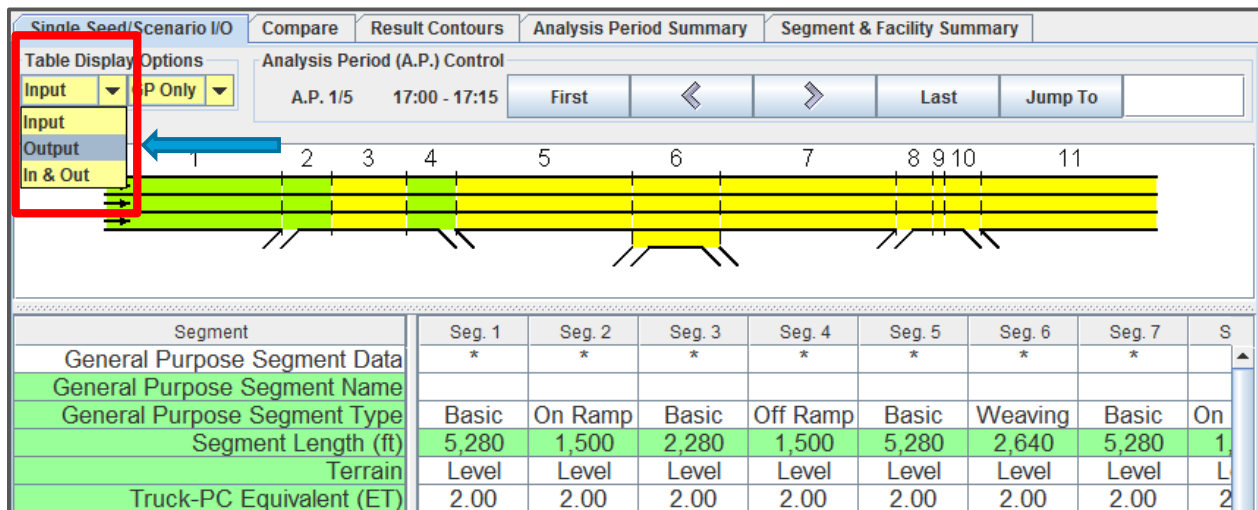 Single Seed/Scenario I/O Compare Result Contours Analysis Period Summary Segment & Facility Summary
Table Display Options Analysis Period (A.P.) Control
Input GP Only A.P. 1/5 17:00 - 17:15 First Last Jump To
Input
Output
In & Out
1 2 3 4 5 6 7 8 9 10 11
Segment Seg. 1 Seg. 2 Seg. 3 Seg. 4 Seg. 5 Seg. 6 Seg. 7 S
General Purpose Segment Data * * * * * * *
General Purpose Segment Name
General Purpose Segment Type Basic On Ramp Basic Off Ramp Basic Weaving Basic On
Segment Length (ft) 5,280 1,500 2,280 1,500 5,280 2,640 5,280 1,
Terrain Level Level Level Level Level Level Level L
Truck-PC Equivalent (ET) 2.00 2.00 2.00 2.00 2.00 2.00 2.00 2